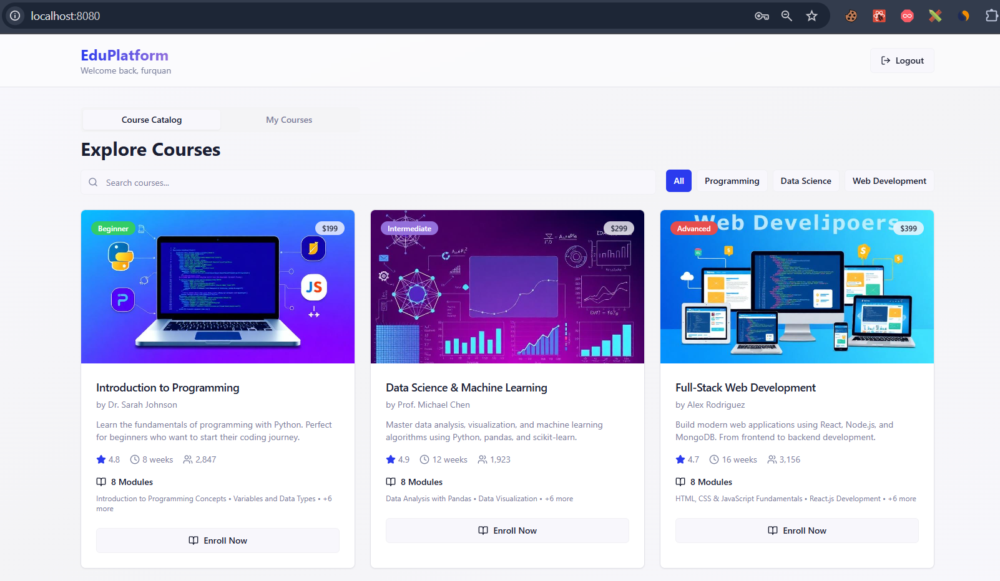 localhost:8080
EduPlatform
Welcome back, furquan
Logout
Course Catalog
My Courses
Explore Courses
Search courses...
All
Programming
Data Science
Web Development
Beginner
$199
JS
Introduction to Programming
by Dr. Sarah Johnson
Learn the fundamentals of programming with Python. Perfect
for beginners who want to start their coding journey.
4.8
8 weeks
2,847
8 Modules
Introduction to Programming Concepts • Variables and Data Types • +6
more
Enroll Now
Intermediate
$299
Data Science & Machine Learning
by Prof. Michael Chen
Master data analysis, visualization, and machine learning
algorithms using Python, pandas, and scikit-learn.
4.9
12 weeks
1,923
8 Modules
Data Analysis with Pandas • Data Visualization • +6 more
Enroll Now
Advanced
$399
Full-Stack Web Development
by Alex Rodriguez
Build modern web applications using React, Node.js, and
MongoDB. From frontend to backend development.
4.7
16 weeks
3,156
8 Modules
HTML, CSS & JavaScript Fundamentals • React.js Development • +6 more
Enroll Now